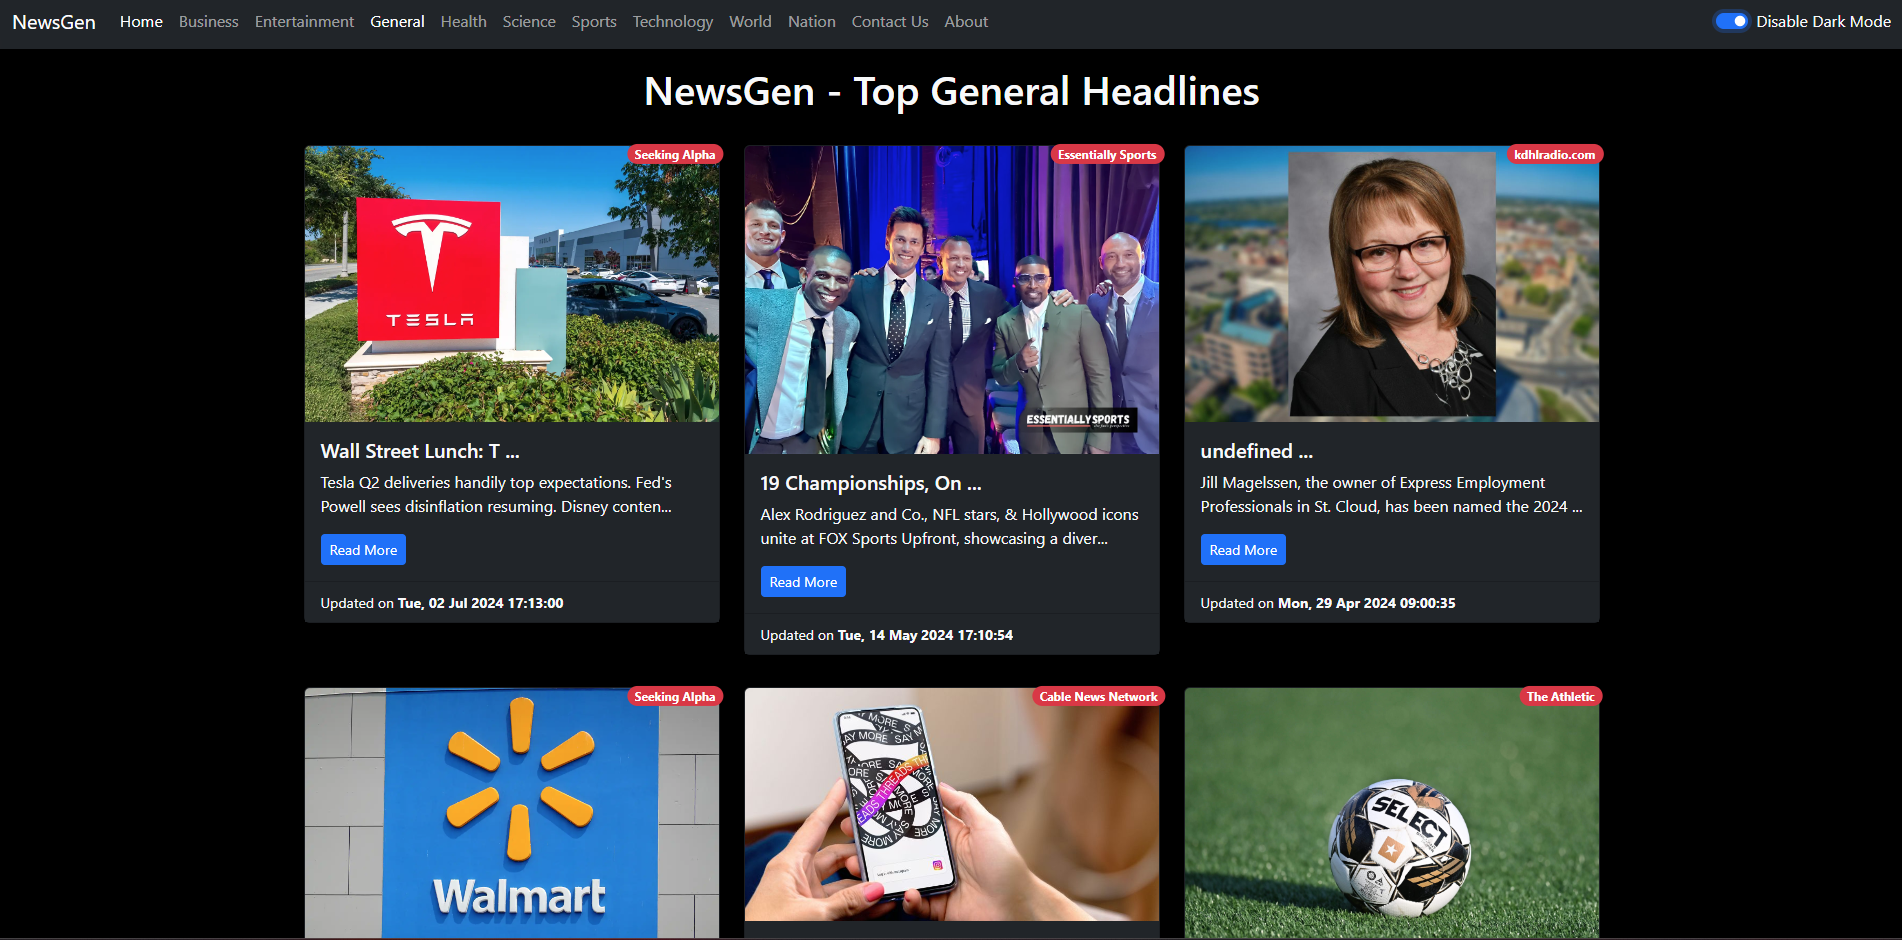 NewsGen Home Business Entertainment General Health Science Sports Technology World Nation Contact Us About Disable Dark Mode
NewsGen - Top General Headlines
Seeking Alpha
TESLA
Wall Street Lunch: T ...
Tesla Q2 deliveries handily top expectations. Fed's
Powell sees disinflation resuming. Disney conten...
Read More
Updated on Tue, 02 Jul 2024 17:13:00
Essentially Sports
ESSENTIALLYSPORTS
19 Championships, On ...
Alex Rodriguez and Co., NFL stars, & Hollywood icons
unite at FOX Sports Upfront, showcasing a diver...
Read More
Updated on Tue, 14 May 2024 17:10:54
kdhlradio.com
undefined ...
Jill Magelssen, the owner of Express Employment
Professionals in St. Cloud, has been named the 2024 ...
Read More
Updated on Mon, 29 Apr 2024 09:00:35
Seeking Alpha
Walmart
Cable News Network
MORE SAY MORE
SAY MORE
THREADS
The Athletic
SELECT